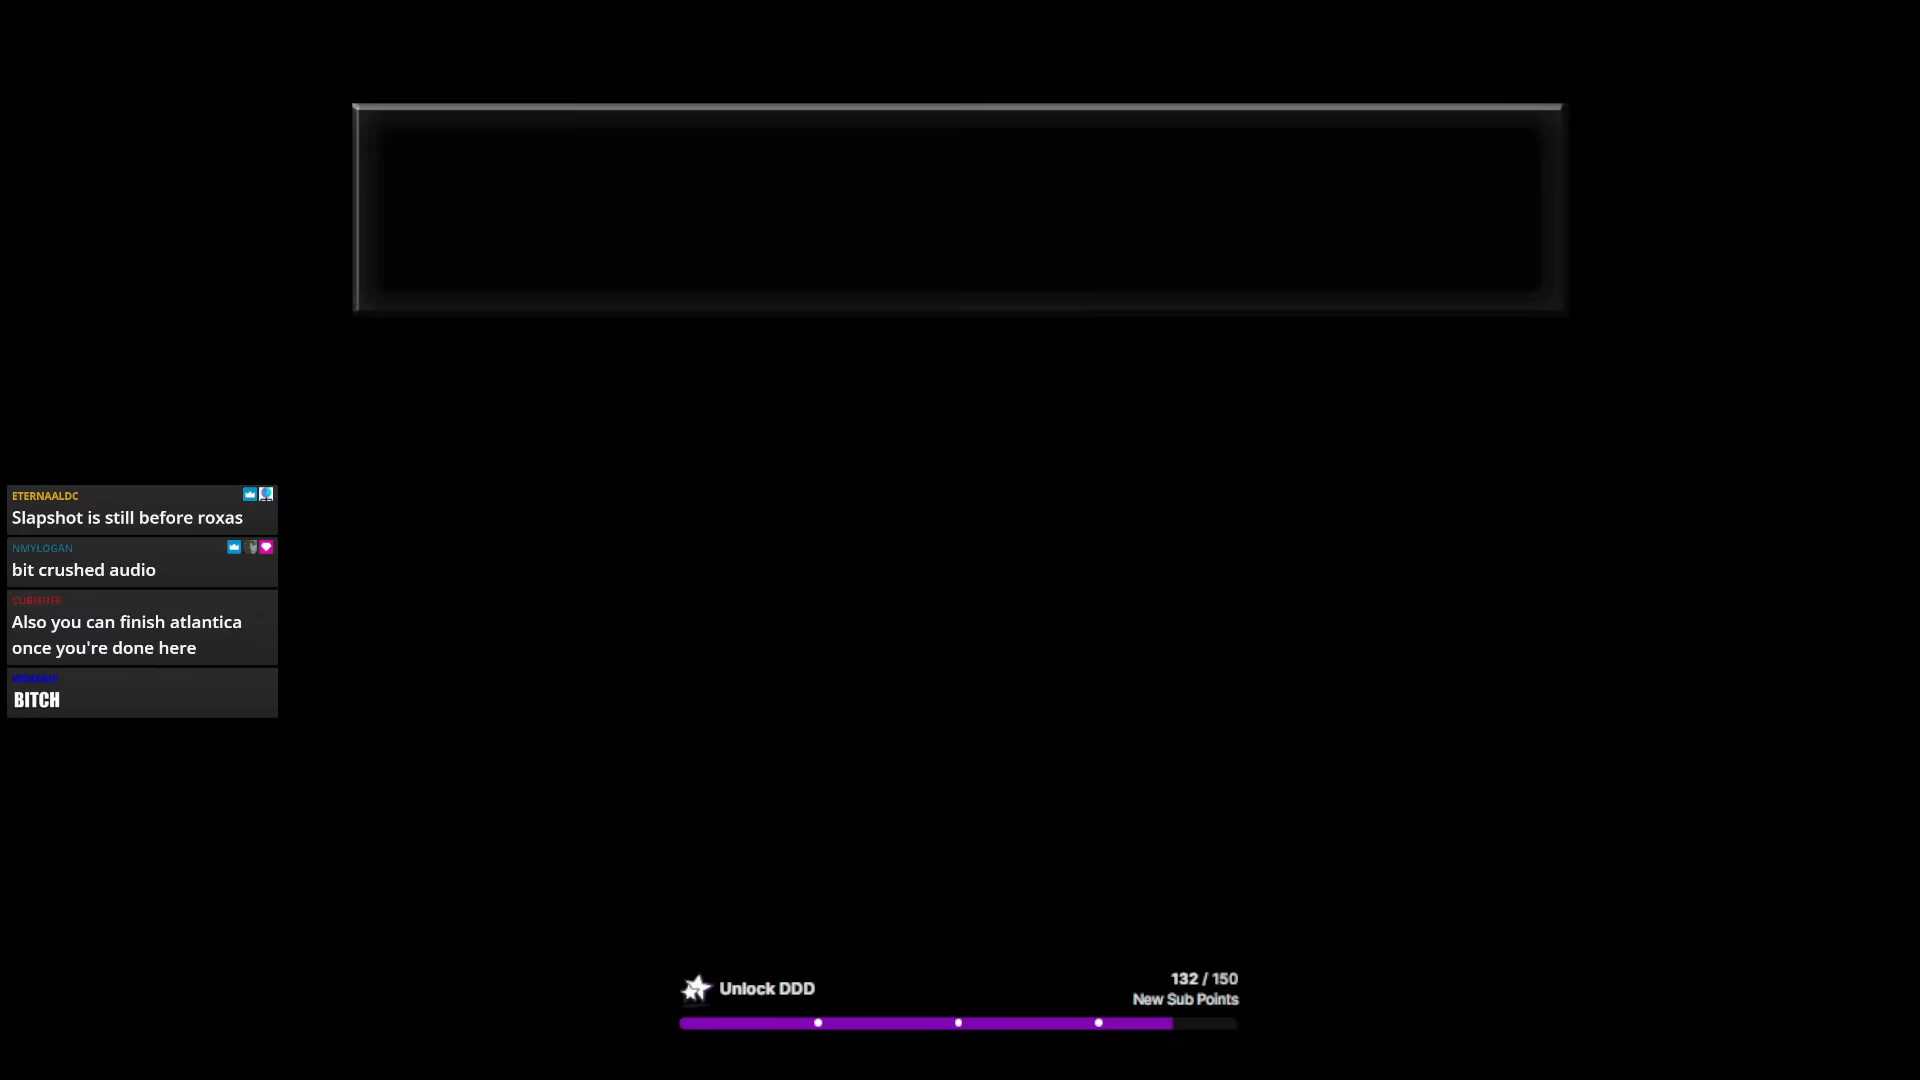 ETERNAALDC
Slapshot is still before roxas
NMYLOGAN
bit crushed audio
Also you can finish atlantica
once you're done here
BITCH
Unlock DDD
132 / 150
New Sub Points